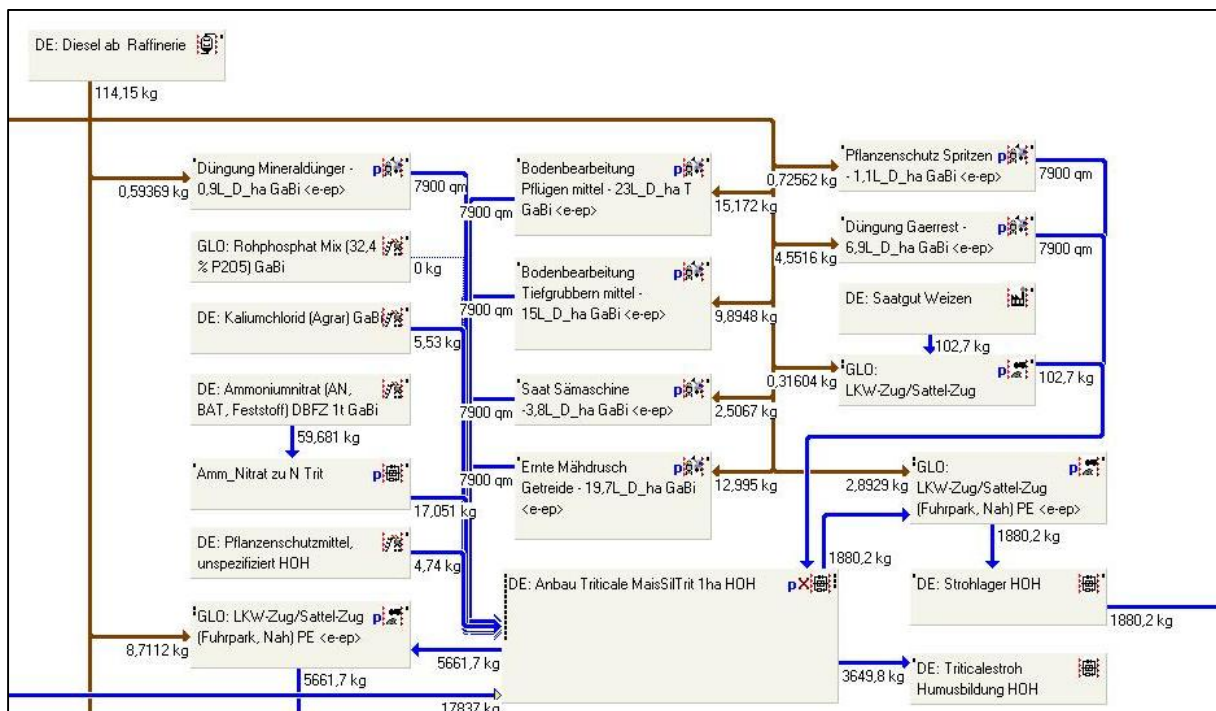 DE: Diesel ab Raffinerie
114,15 kg
Düngung Mineraldünger -
0,9L_D_ha GaBi <e-ep>
p
0,59369 kg
7900 qm
GLO: Rohphosphat Mix (32,4
% P2O5) GaBi
0 kg
DE: Kaliumchlorid (Agrar) GaBi
5,53 kg
DE: Ammoniumnitrat (AN,
BAT, Feststoff) DBFZ 1t GaBi
59,681 kg
Amm_Nitrat zu N Trit
p
17,051 kg
DE: Pflanzenschutzmittel,
unspezifiziert HOH
4,74 kg
GLO: LKW-Zug/Sattel-Zug
(Fuhrpark, Nah) PE <e-ep>
p
8,7112 kg
5661,7 kg
5661,7 kg
Bodenbearbeitung
Pflügen mittel - 23L_D_ha T
GaBi <e-ep>
p
7900 qm
15,172 kg
Bodenbearbeitung
Tiefgrubbern mittel -
15L_D_ha GaBi <e-ep>
p
7900 qm
9,8948 kg
Saat Sämaschine
-3,8L_D_ha GaBi <e-ep>
p
7900 qm
2,5067 kg
Ernte Mähdrusch
Getreide - 19,7L_D_ha GaBi
<e-ep>
p
7900 qm
12,995 kg
DE: Anbau Triticale MaisSilTrit 1ha HOH
pX
17837 kg
1880,2 kg
3649,8 kg
Pflanzenschutz Spritzen
- 1,1L_D_ha GaBi <e-ep>
p
0,72562 kg
7900 qm
Düngung Gaerrest -
6,9L_D_ha GaBi <e-ep>
p
4,5516 kg
7900 qm
DE: Saatgut Weizen
102,7 kg
GLO:
LKW-Zug/Sattel-Zug
p
0,31604 kg
102,7 kg
GLO:
LKW-Zug/Sattel-Zug
(Fuhrpark, Nah) PE <e-ep>
p
2,8929 kg
1880,2 kg
DE: Strohlager HOH
1880,2 kg
DE: Triticalestroh
Humusbildung HOH